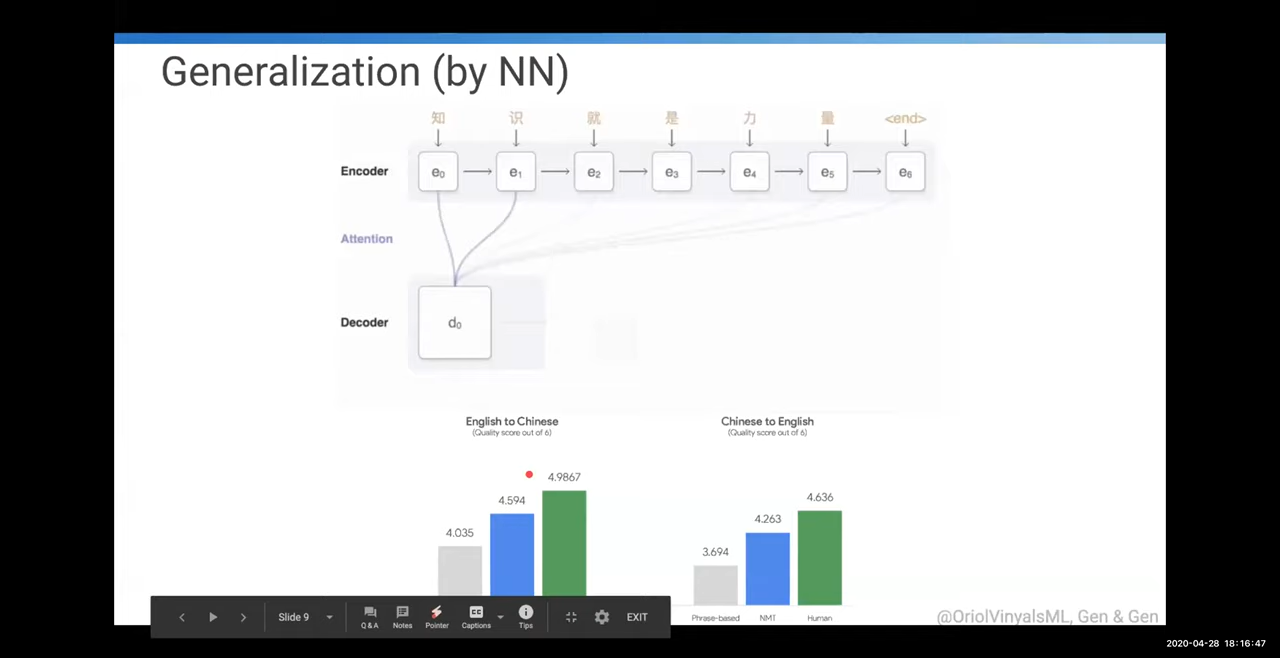 Generalization (by NN)
知 识 就 是 力 量 <end>
Encoder e0 e1 e2 e3 e4 e5 e6
Attention
Decoder d0
English to Chinese
(Quality score out of 6)
4.035 4.594 4.9867
Chinese to English
(Quality score out of 6)
3.694 4.263 4.636
Phrase-based NMT Human
@OriolVinyalsML, Gen & Gen
Slide 9 Q & A Notes Pointer CC Captions Tips EXIT
2020-04-28 18:16:47